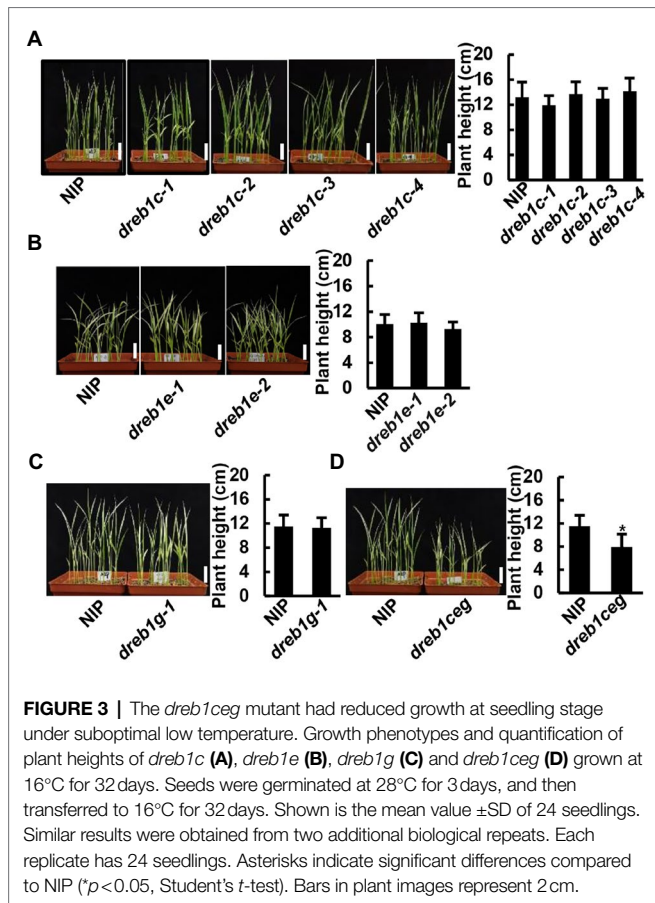 A
NIP
dreb1c-1
dreb1c-2
dreb1c-3
dreb1c-4
Plant height (cm)
20
16
12
8
4
0
NIP
dreb1c-1
dreb1c-2
dreb1c-3
dreb1c-4
B
NIP
dreb1e-1
dreb1e-2
Plant height (cm)
20
16
12
8
4
0
NIP
dreb1e-1
dreb1e-2
C
NIP
dreb1g-1
Plant height (cm)
20
16
12
8
4
0
NIP
dreb1g-1
D
NIP
dreb1ceg
Plant height (cm)
20
16
12
8
4
0
*
NIP
dreb1ceg
FIGURE 3 | The dreb1ceg mutant had reduced growth at seedling stage
under suboptimal low temperature. Growth phenotypes and quantification of
plant heights of dreb1c (A), dreb1e (B), dreb1g (C) and dreb1ceg (D) grown at
16°C for 32 days. Seeds were germinated at 28°C for 3 days, and then
transferred to 16°C for 32 days. Shown is the mean value ±SD of 24 seedlings.
Similar results were obtained from two additional biological repeats. Each
replicate has 24 seedlings. Asterisks indicate significant differences compared
to NIP (*p < 0.05, Student's t-test). Bars in plant images represent 2 cm.